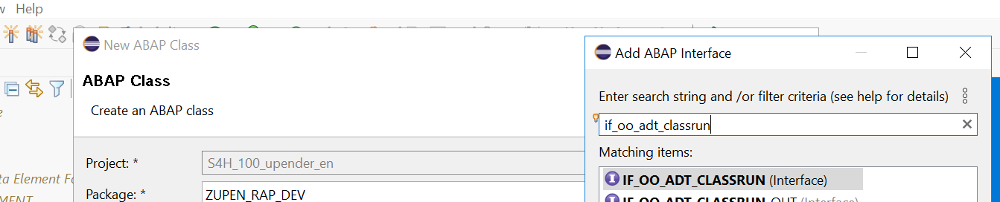 Help
New ABAP Class
ABAP Class
Create an ABAP class
Project: *
S4H_100_upender_en
Package: *
ZUPEN_RAP_DEV
Add ABAP Interface
Enter search string and /or filter criteria (see help for details)
if_oo_adt_classrun
Matching items:
IF_OO_ADT_CLASSRUN (Interface)
IF_OO_ADT_CLASSRUN_OUT (Interface)
ta Element Fo
MENT